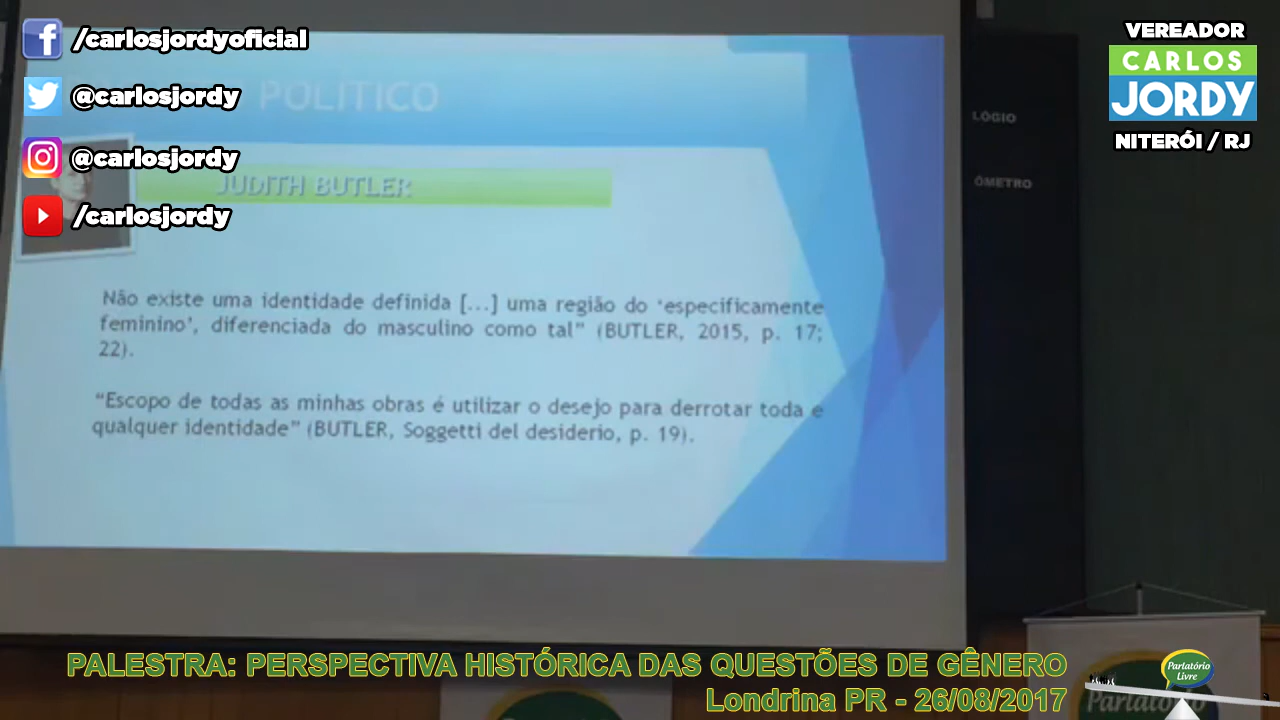 /carlosjordyoficial
@carlosjordy
@carlosjordy
/carlosjordy
VEREADOR
CARLOS
JORDY
NITERÓI / RJ
POLÍTICO
JUDITH BUTLER
Não existe uma identidade definida [...] uma região do ‘especificamente
feminino’, diferenciada do masculino como tal” (BUTLER, 2015, p. 17;
22).
“Escopo de todas as minhas obras é utilizar o desejo para derrotar toda e
qualquer identidade” (BUTLER, Soggetti del desiderio, p. 19).
LÓGIO
ÔMETRO
PALESTRA: PERSPECTIVA HISTÓRICA DAS QUESTÕES DE GÊNERO
Londrina PR - 26/08/2017
Parlatório
Livre